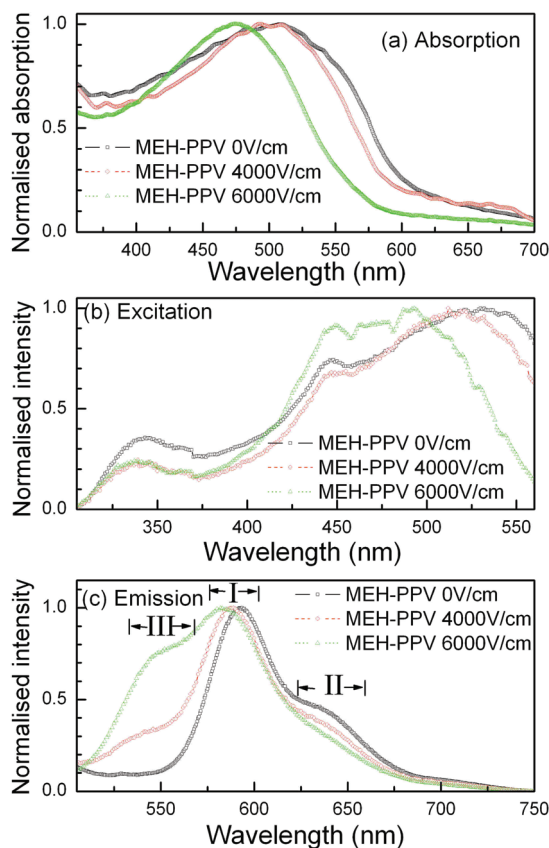 (a) Absorption
Normalised absorption
1.0
0.5
0.0
MEH-PPV 0V/cm
MEH-PPV 4000V/cm
MEH-PPV 6000V/cm
400 450 500 550 600 650 700
Wavelength (nm)
(b) Excitation
Normalised intensity
1.0
0.5
0.0
MEH-PPV 0V/cm
MEH-PPV 4000V/cm
MEH-PPV 6000V/cm
350 400 450 500 550
Wavelength (nm)
(c) Emission
Normalised intensity
1.0
0.5
0.0
I
III
II
MEH-PPV 0V/cm
MEH-PPV 4000V/cm
MEH-PPV 6000V/cm
550 600 650 700 750
Wavelength (nm)